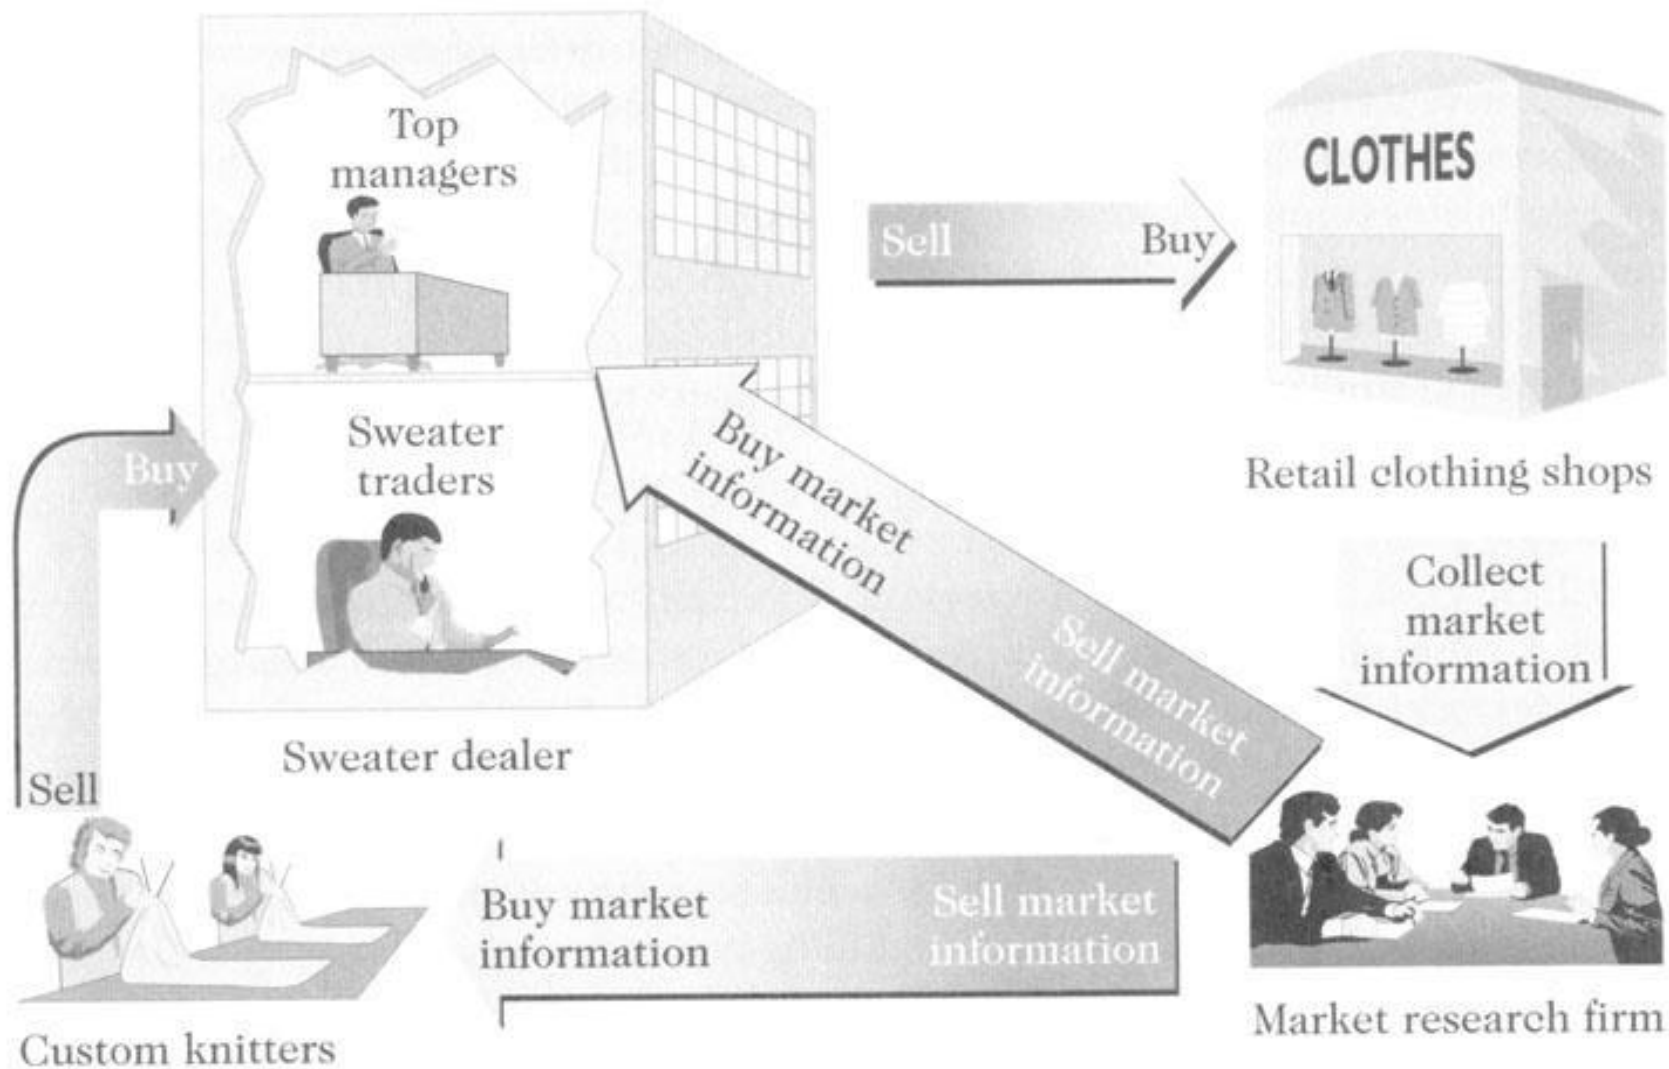 Top
managers
Sweater
traders
Sweater dealer
Sell
Buy
CLOTHES
Retail clothing shops
Collect
market
information
Buy market
information
Sell market
information
Buy
Sell
Buy market
information
Sell market
information
Market research firm
Custom knitters